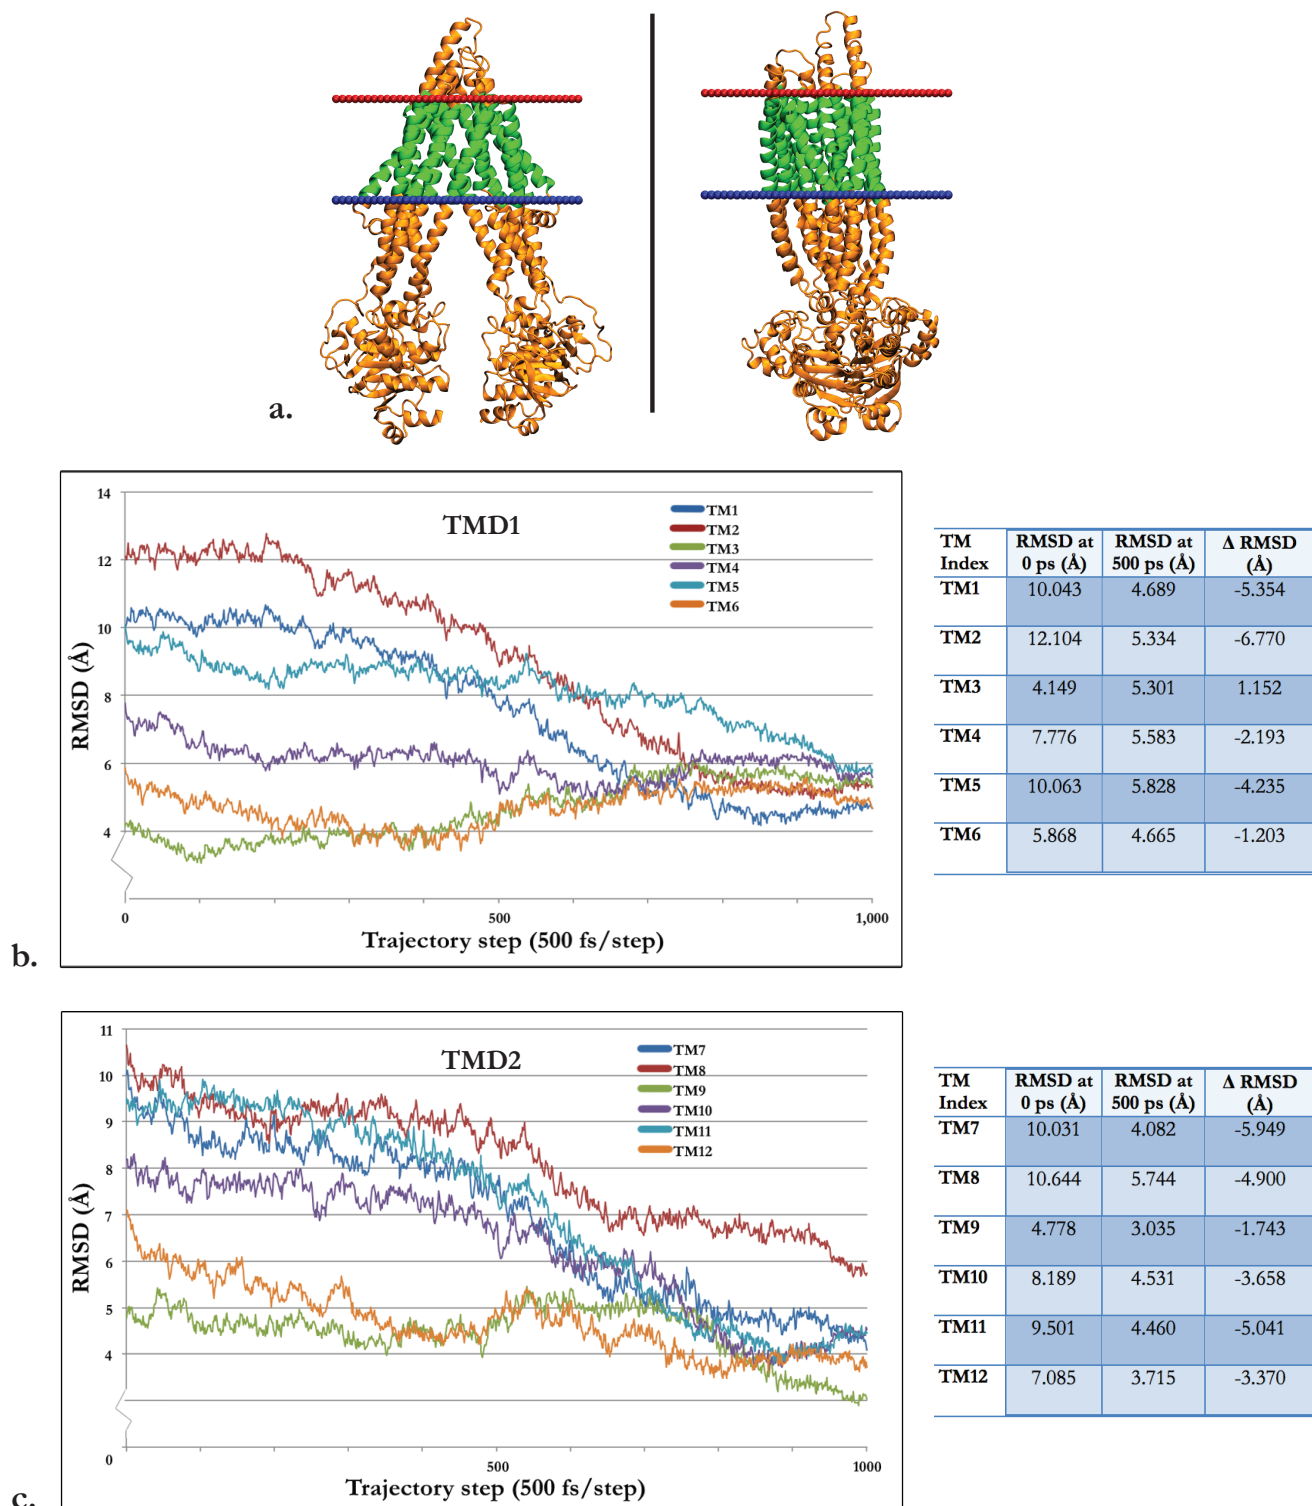 a.
14
12
10
8
6
4
RMSD (Å)
TMD1
TM1
TM2
TM3
TM4
TM5
TM6
0
500
1,000
Trajectory step (500 fs/step)
b.
TM Index RMSD at 0 ps (Å) RMSD at 500 ps (Å) Δ RMSD (Å)
TM1 10.043 4.689 -5.354
TM2 12.104 5.334 -6.770
TM3 4.149 5.301 1.152
TM4 7.776 5.583 -2.193
TM5 10.063 5.828 -4.235
TM6 5.868 4.665 -1.203
11
10
9
8
7
6
5
4
0
RMSD (Å)
TMD2
TM7
TM8
TM9
TM10
TM11
TM12
500
1000
Trajectory step (500 fs/step)
c.
TM Index RMSD at 0 ps (Å) RMSD at 500 ps (Å) Δ RMSD (Å)
TM7 10.031 4.082 -5.949
TM8 10.644 5.744 -4.900
TM9 4.778 3.035 -1.743
TM10 8.189 4.531 -3.658
TM11 9.501 4.460 -5.041
TM12 7.085 3.715 -3.370